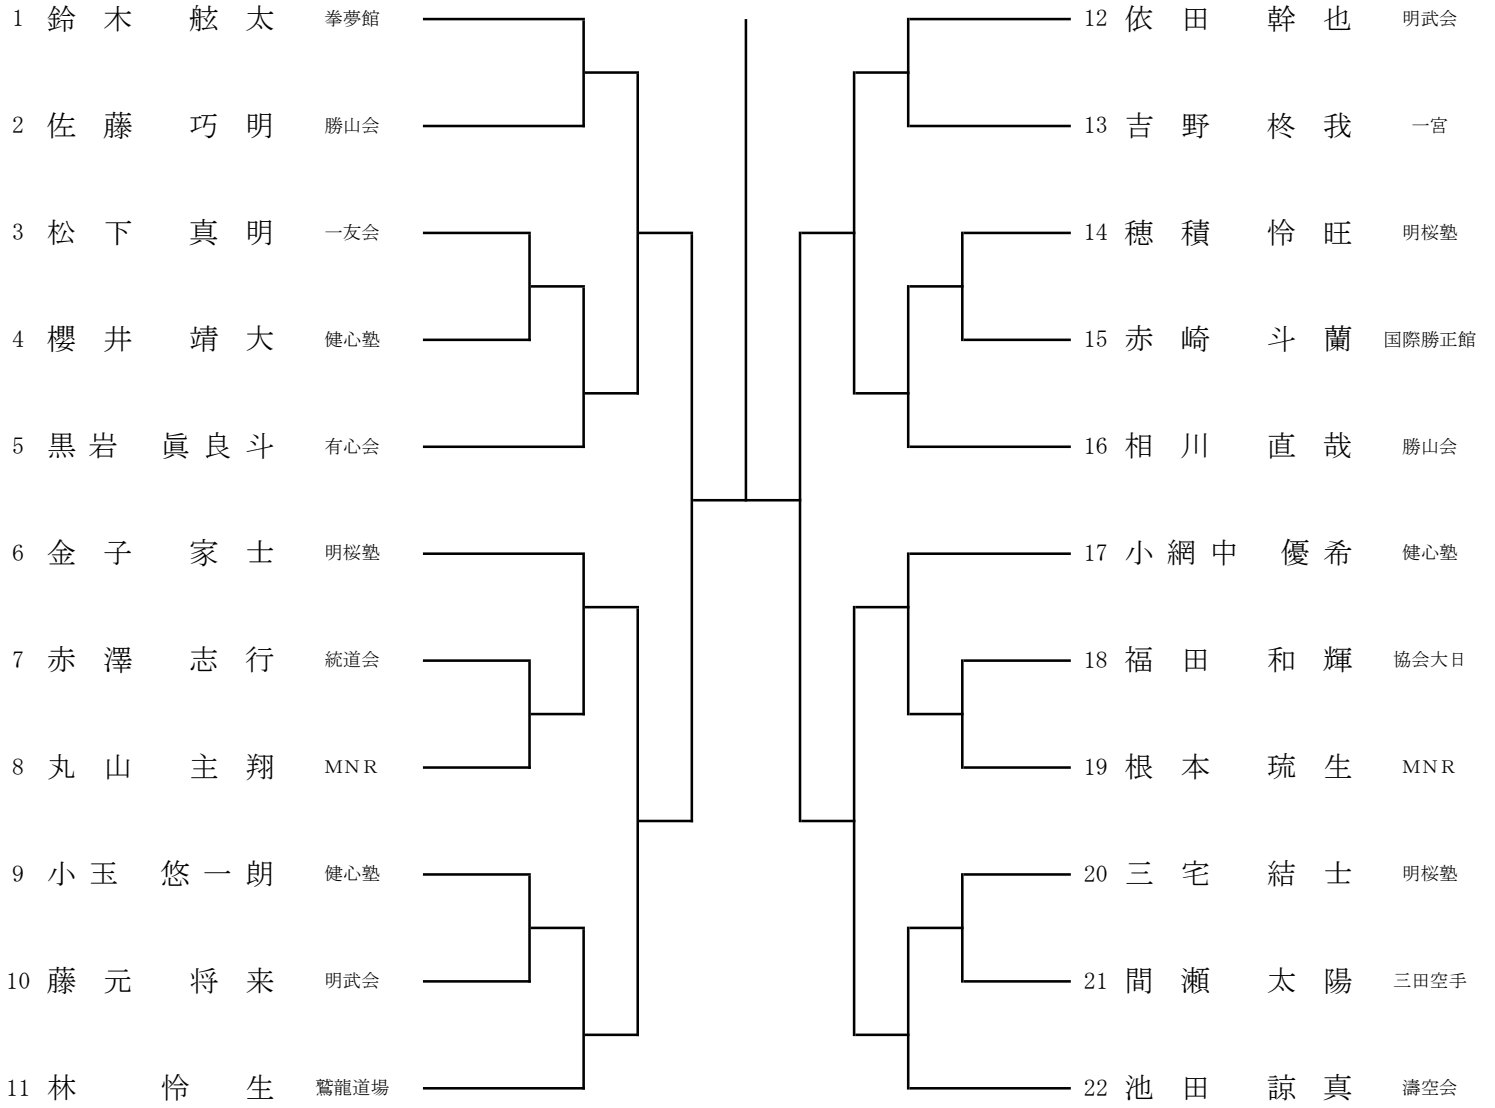 1 鈴木 舷太 拳夢館
2 佐藤 巧明 勝山会
3 松下 真明 一友会
4 櫻井 靖大 健心塾
5 黒岩 眞良斗 有心会
6 金子 家士 明桜塾
7 赤澤 志行 統道会
8 丸山 主翔 MNR
9 小玉 悠一朗 健心塾
10 藤元 将来 明武会
11 林 怜生 鷲龍道場
12 依田 幹也 明武会
13 吉野 柊我 一宮
14 穂積 怜旺 明桜塾
15 赤崎 斗蘭 国際勝正館
16 相川 直哉 勝山会
17 小網中 優希 健心塾
18 福田 和輝 協会大日
19 根本 琉生 MNR
20 三宅 結士 明桜塾
21 間瀬 太陽 三田空手
22 池田 諒真 濤空会